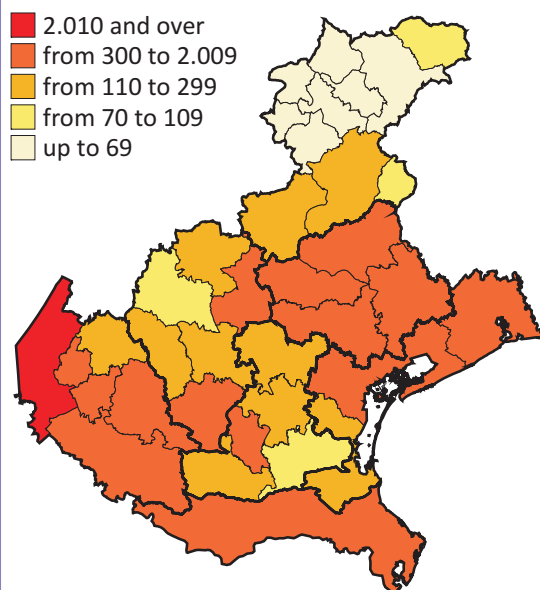 2.010 and over
from 300 to 2.009
from 110 to 299
from 70 to 109
up to 69